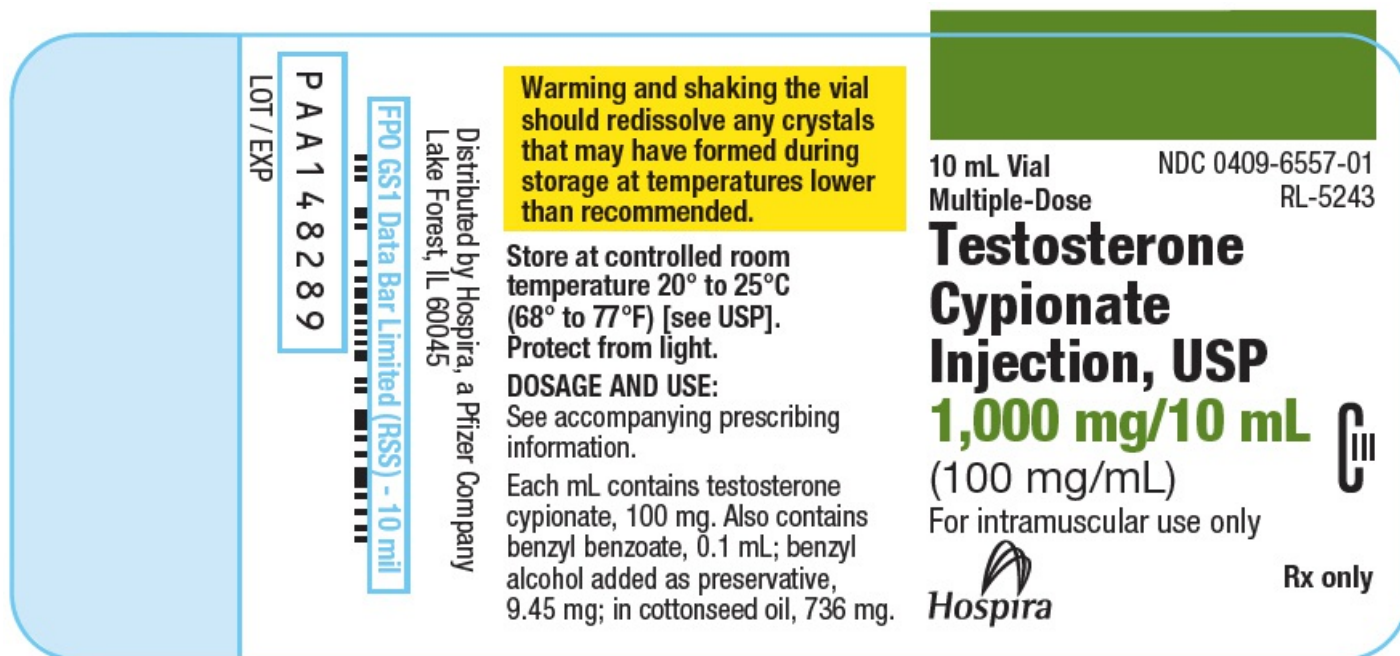 LOT / EXP
PAA148289
FPO GS1 Data Bar Limited (RSS) - 10 mil
Distributed by Hospira, a Pfizer Company
Lake Forest, IL 60045
Warming and shaking the vial
should redissolve any crystals
that may have formed during
storage at temperatures lower
than recommended.
Store at controlled room
temperature 20° to 25°C
(68° to 77°F) [see USP].
Protect from light.
DOSAGE AND USE:
See accompanying prescribing
information.
Each mL contains testosterone
cypionate, 100 mg. Also contains
benzyl benzoate, 0.1 mL; benzyl
alcohol added as preservative,
9.45 mg; in cottonseed oil, 736 mg.
10 mL Vial NDC 0409-6557-01
Multiple-Dose RL-5243
Testosterone
Cypionate
Injection, USP
1,000 mg/10 mL CIII
(100 mg/mL)
For intramuscular use only
Hospira Rx only